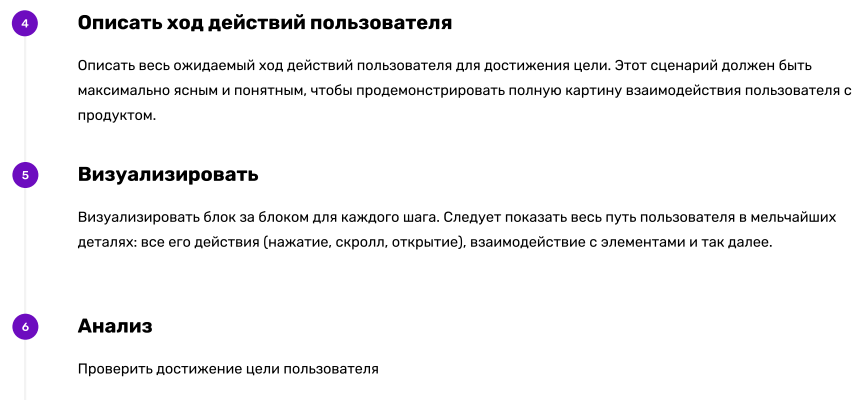 4
Описать ход действий пользователя
Описать весь ожидаемый ход действий пользователя для достижения цели. Этот сценарий должен быть
максимально ясным и понятным, чтобы продемонстрировать полную картину взаимодействия пользователя с
продуктом.
5
Визуализировать
Визуализировать блок за блоком для каждого шага. Следует показать весь путь пользователя в мельчайших
деталях: все его действия (нажатие, скролл, открытие), взаимодействие с элементами и так далее.
6
Анализ
Проверить достижение цели пользователя